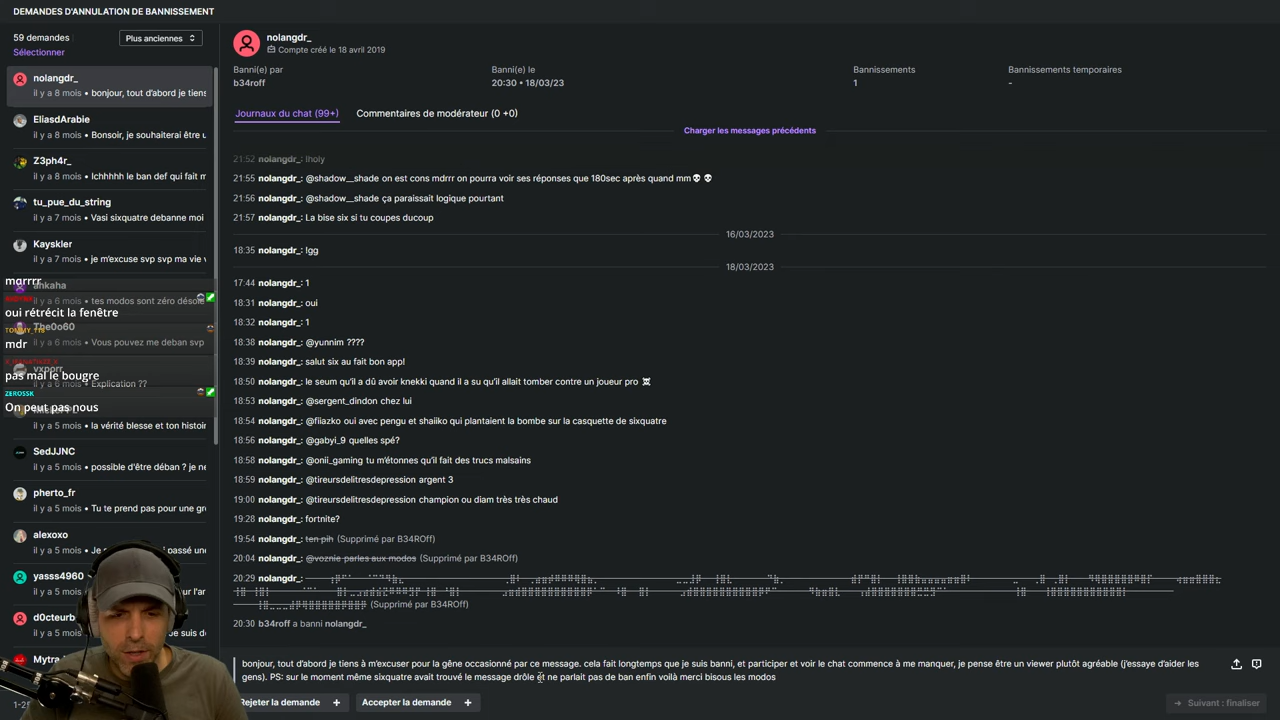 DEMANDES D'ANNULATION DE BANNISSEMENT
59 demandes
Plus anciennes
Sélectionner
nolangdr_
il y a 8 mois • bonjour, tout d'abord je tiens
EliasdArabie
il y a 8 mois • Bonsoir, je souhaiterai être u
Z3ph4r_
il y a 8 mois • Ichhhhh le ban def qui fait m
tu_pue_du_string
il y a 7 mois • Vasi sixquatre debanne moi
Kayskler
il y a 7 mois • je m'excuse svp svp ma vie
mdrrrr
ankaha
il y a 6 mois • tes modos sont zéro déso
oui rétrécit la fenêtre
The0o60
il y a 6 mois • Vous pouvez me deban svp
mdr
vxporr
il y a 6 mois • Explication ??
pas mal le bougre
ZEROSSK
On peut pas nous
il y a 5 mois • la vérité blesse et ton histoir
SedJJNC
il y a 5 mois • possible d'être déban ? je ne
pherto_fr
il y a 5 mois • Tu te prend pas pour une gr
alexoxo
il y a 5 mois • Je
passé une
yasss4960
il y a 5 mois
d0cteurb
il y a 5 mois
be suis d
Mytra
nolangdr_
Compte créé le 18 avril 2019
Banni(e) par
b34roff
Banni(e) le
20:30 • 18/03/23
Bannissements
1
Bannissements temporaires
-
Journaux du chat (99+)
Commentaires de modérateur (0 +0)
Charger les messages précédents
21:52 nolangdr_: !holy
21:55 nolangdr_: @shadow__shade on est cons mdrrr on pourra voir ses réponses que 180sec après quand mm💀 💀
21:56 nolangdr_: @shadow__shade ça paraissait logique pourtant
21:57 nolangdr_: La bise six si tu coupes ducoup
16/03/2023
18:35 nolangdr_: !gg
18/03/2023
17:44 nolangdr_: 1
18:31 nolangdr_: oui
18:32 nolangdr_: 1
18:38 nolangdr_: @yunnim ????
18:39 nolangdr_: salut six au fait bon app!
18:50 nolangdr_: le seum qu'il a dû avoir knekki quand il a su qu'il allait tomber contre un joueur pro ☠
18:53 nolangdr_: @sergent_dindon chez lui
18:54 nolangdr_: @fiiazko oui avec pengu et shaiiko qui plantaient la bombe sur la casquette de sixquatre
18:56 nolangdr_: @gabyi_9 quelles spé?
18:58 nolangdr_: @onii_gaming tu m'étonnes qu'il fait des trucs malsains
18:59 nolangdr_: @tireursdelitresdepression argent 3
19:00 nolangdr_: @tireursdelitresdepression champion ou diam très très chaud
19:28 nolangdr_: fortnite?
19:54 nolangdr_: ten pih (Supprimé par B34ROff)
20:04 nolangdr_: @voznie parles aux modos (Supprimé par B34ROff)
20:29 nolangdr_:
(Supprimé par B34ROff)
20:30 b34roff a banni nolangdr_
bonjour, tout d'abord je tiens à m'excuser pour la gêne occasionné par ce message. cela fait longtemps que je suis banni, et participer et voir le chat commence à me manquer, je pense être un viewer plutôt agréable (j'essaye d'aider les
gens). PS: sur le moment même sixquatre avait trouvé le message drôle et ne parlait pas de ban enfin voilà merci bisous les modos
Rejeter la demande +
Accepter la demande +
Suivant : finaliser